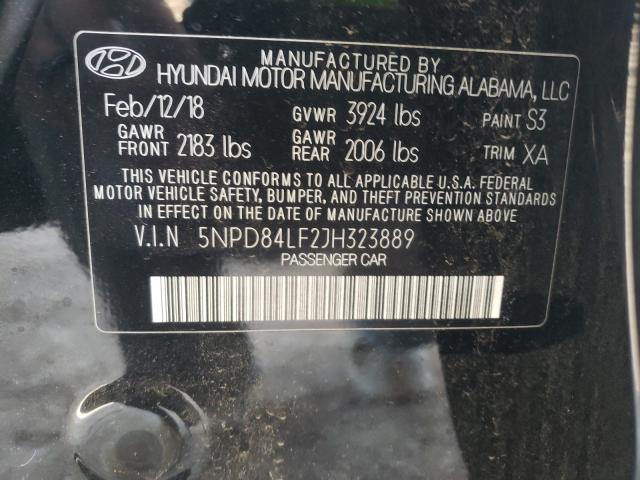 MANUFACTURED BY
HYUNDAI MOTOR MANUFACTURING ALABAMA, LLC
Feb/12/18 GVWR 3924 lbs PAINT S3
GAWR FRONT 2183 lbs GAWR REAR 2006 lbs TRIM XA
THIS VEHICLE CONFORMS TO ALL APPLICABLE U.S.A. FEDERAL
MOTOR VEHICLE SAFETY, BUMPER, AND THEFT PREVENTION
STANDARDS IN EFFECT ON THE DATE OF MANUFACTURE SHOWN ABOVE
V.I.N 5NPD84LF2JH323889
PASSENGER CAR